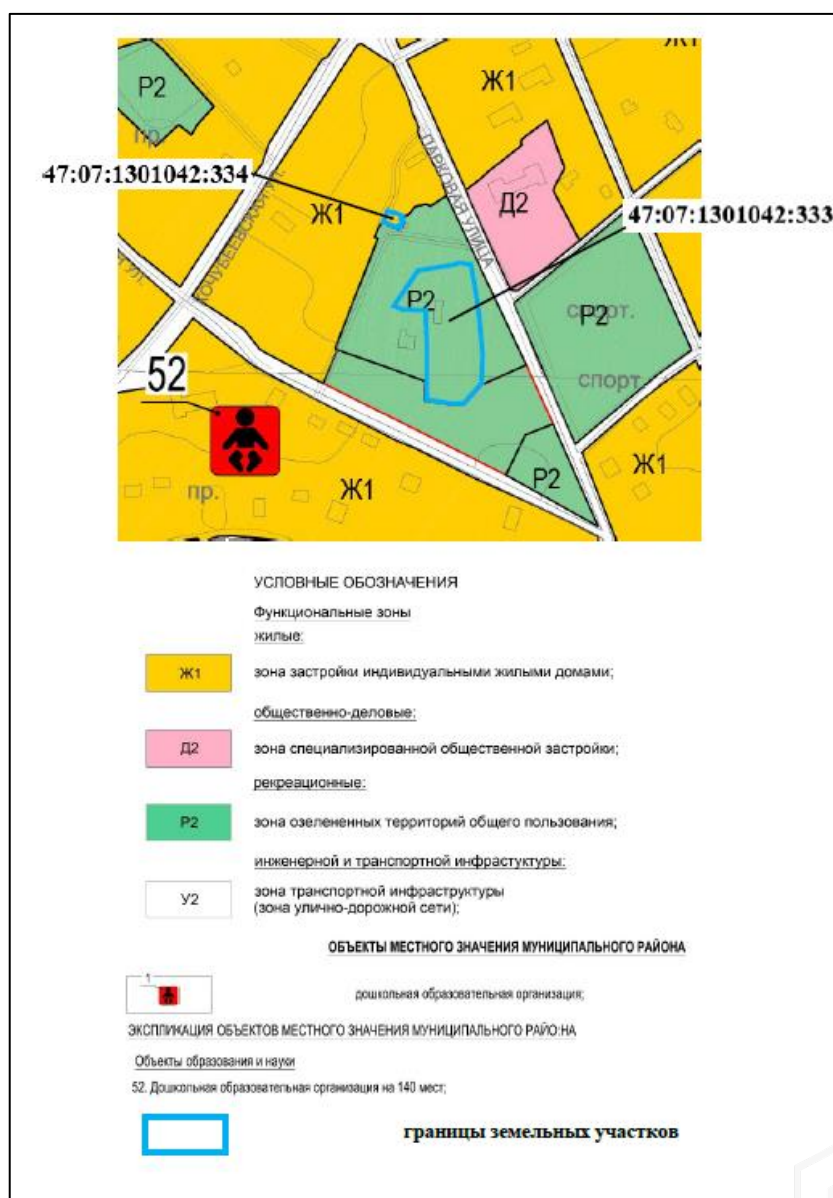 Р2
Ж1
Ж1
пр.
47:07:1301042:334
КОЧУБЕЕВСКАЯ УЛ.
ПАРКОВАЯ УЛИЦА
Ж1
Д2
47:07:1301042:333
Р2
спорт.
Р2
спорт.
52
Р2
Ж1
пр.
Ж1
УСЛОВНЫЕ ОБОЗНАЧЕНИЯ
Функциональные зоны
жилые:
Ж1 зона застройки индивидуальными жилыми домами;
общественно-деловые:
Д2 зона специализированной общественной застройки;
рекреационные:
Р2 зона озелененных территорий общего пользования;
инженерной и транспортной инфраструктуры:
У2 зона транспортной инфраструктуры
(зона улично-дорожной сети);
ОБЪЕКТЫ МЕСТНОГО ЗНАЧЕНИЯ МУНИЦИПАЛЬНОГО РАЙОНА
1
дошкольная образовательная организация;
ЭКСПЛИКАЦИЯ ОБЪЕКТОВ МЕСТНОГО ЗНАЧЕНИЯ МУНИЦИПАЛЬНОГО РАЙО:НА
Объекты образования и науки
52. Дошкольная образовательная организация на 140 мест;
границы земельных участков